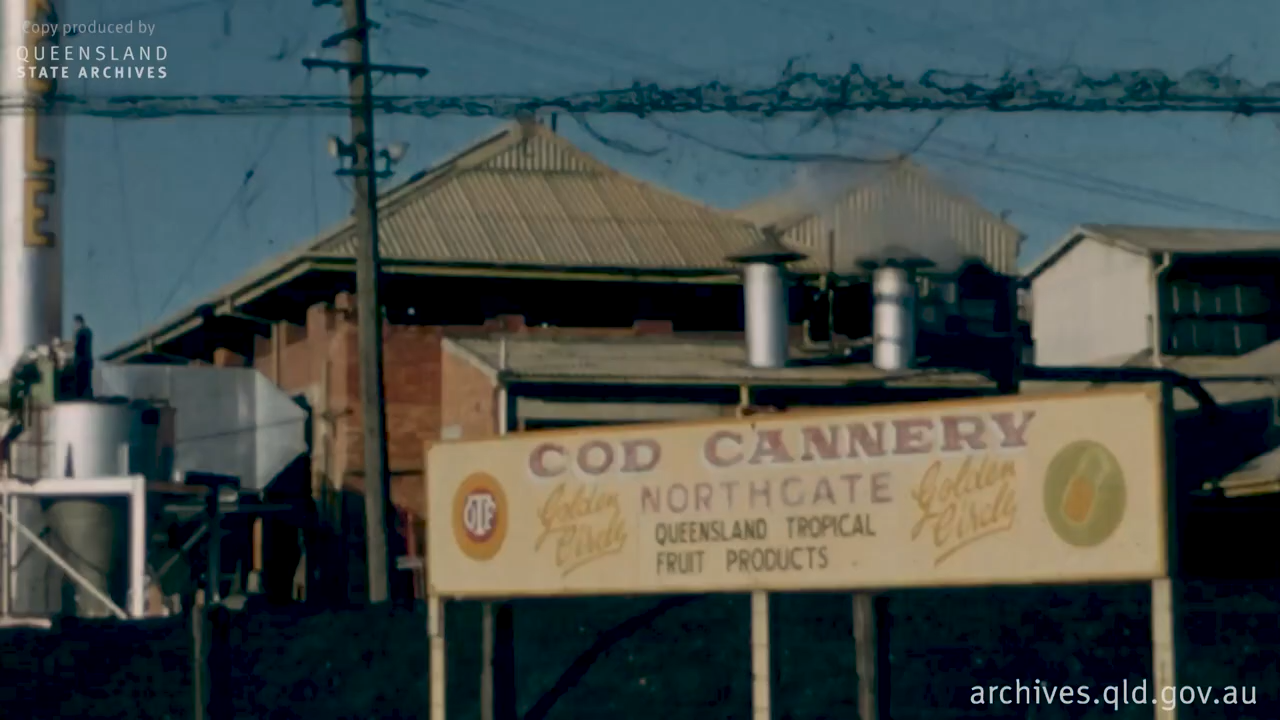 Copy produced by
QUEENSLAND
STATE ARCHIVES
LE
COD CANNERY
NORTHGATE
Golden Circle
Golden Circle
QUEENSLAND TROPICAL
FRUIT PRODUCTS
archives.qld.gov.au